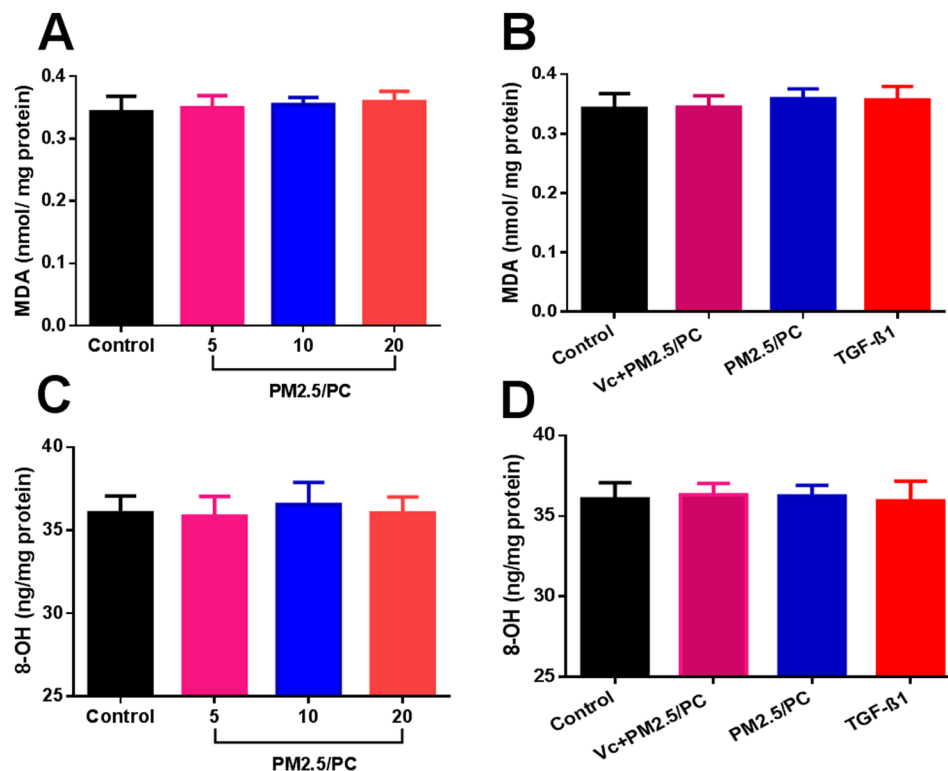 A
MDA (nmol/ mg protein)
0.4
0.3
0.2
0.1
0.0
Control
5
10
20
PM2.5/PC
B
MDA (nmol/ mg protein)
0.4
0.3
0.2
0.1
0.0
Control
Vc+PM2.5/PC
PM2.5/PC
TGF-ß1
C
8-OH (ng/mg protein)
40
35
30
25
Control
5
10
20
PM2.5/PC
D
8-OH (ng/mg protein)
40
35
30
25
Control
Vc+PM2.5/PC
PM2.5/PC
TGF-ß1